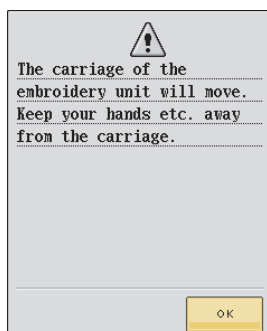 The carriage of the
embroidery unit will move.
Keep your hands etc. away
from the carriage.
OK